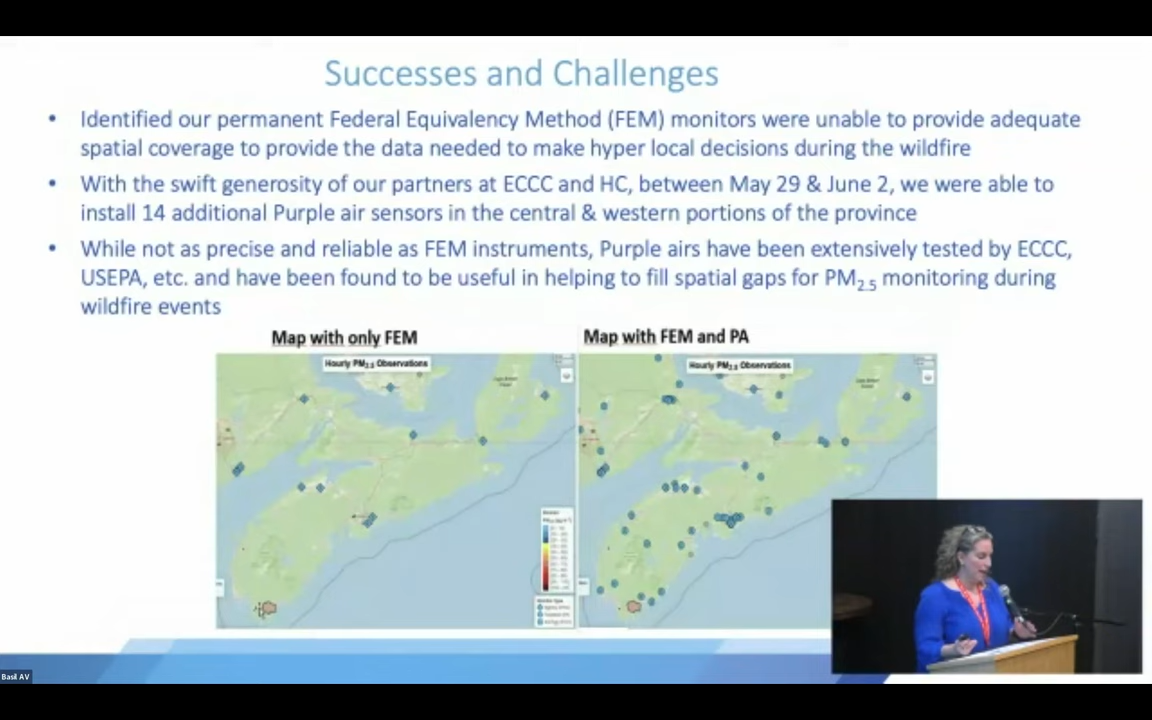 Successes and Challenges
• Identified our permanent Federal Equivalency Method (FEM) monitors were unable to provide adequate
spatial coverage to provide the data needed to make hyper local decisions during the wildfire
• With the swift generosity of our partners at ECCC and HC, between May 29 & June 2, we were able to
install 14 additional Purple air sensors in the central & western portions of the province
• While not as precise and reliable as FEM instruments, Purple airs have been extensively tested by ECCC,
USEPA, etc. and have been found to be useful in helping to fill spatial gaps for PM2.5 monitoring during
wildfire events
Map with only FEM
Map with FEM and PA
Hourly PM2.5 Observations
Hourly PM2.5 Observations
Basil AV